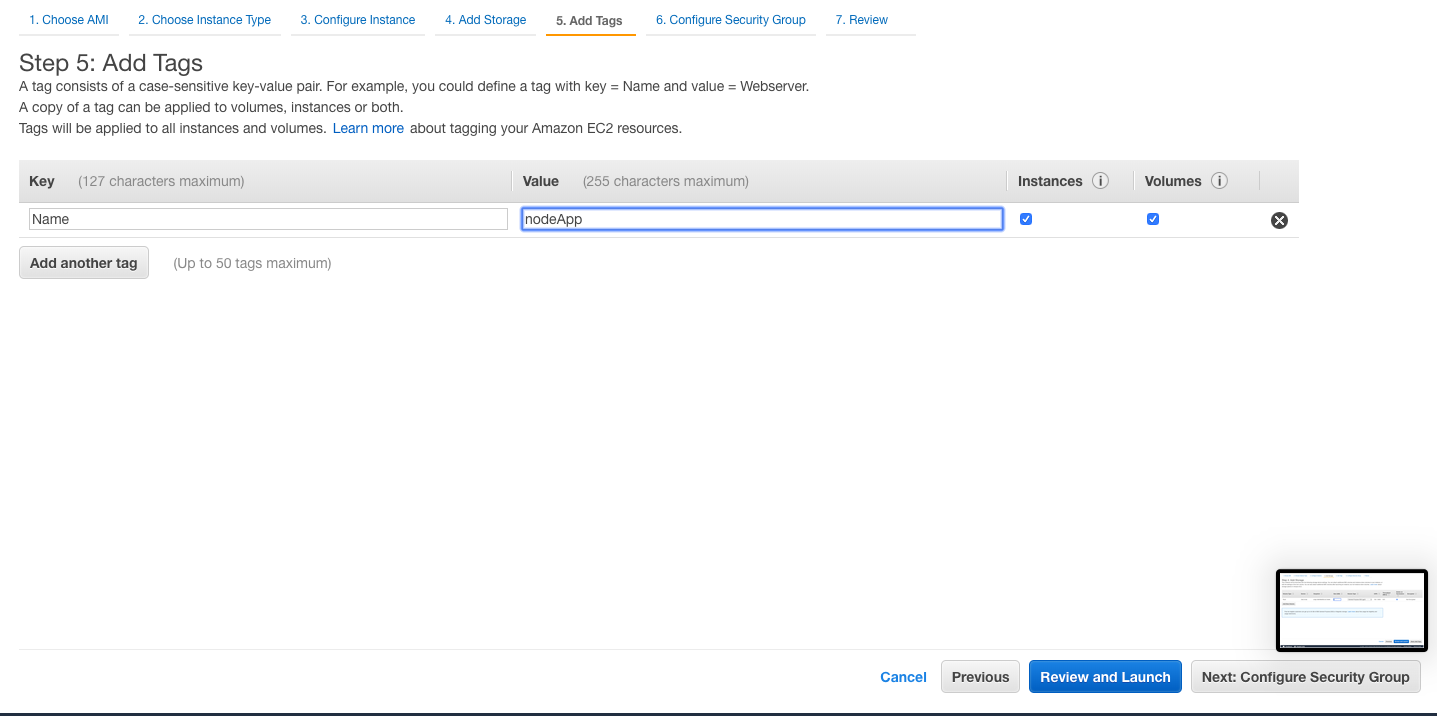 1. Choose AMI 2. Choose Instance Type 3. Configure Instance 4. Add Storage 5. Add Tags 6. Configure Security Group 7. Review
Step 5: Add Tags
A tag consists of a case-sensitive key-value pair. For example, you could define a tag with key = Name and value = Webserver.
A copy of a tag can be applied to volumes, instances or both.
Tags will be applied to all instances and volumes. Learn more about tagging your Amazon EC2 resources.
Key (127 characters maximum) Value (255 characters maximum) Instances i Volumes i
Name nodeApp
Add another tag (Up to 50 tags maximum)
Cancel Previous Review and Launch Next: Configure Security Group